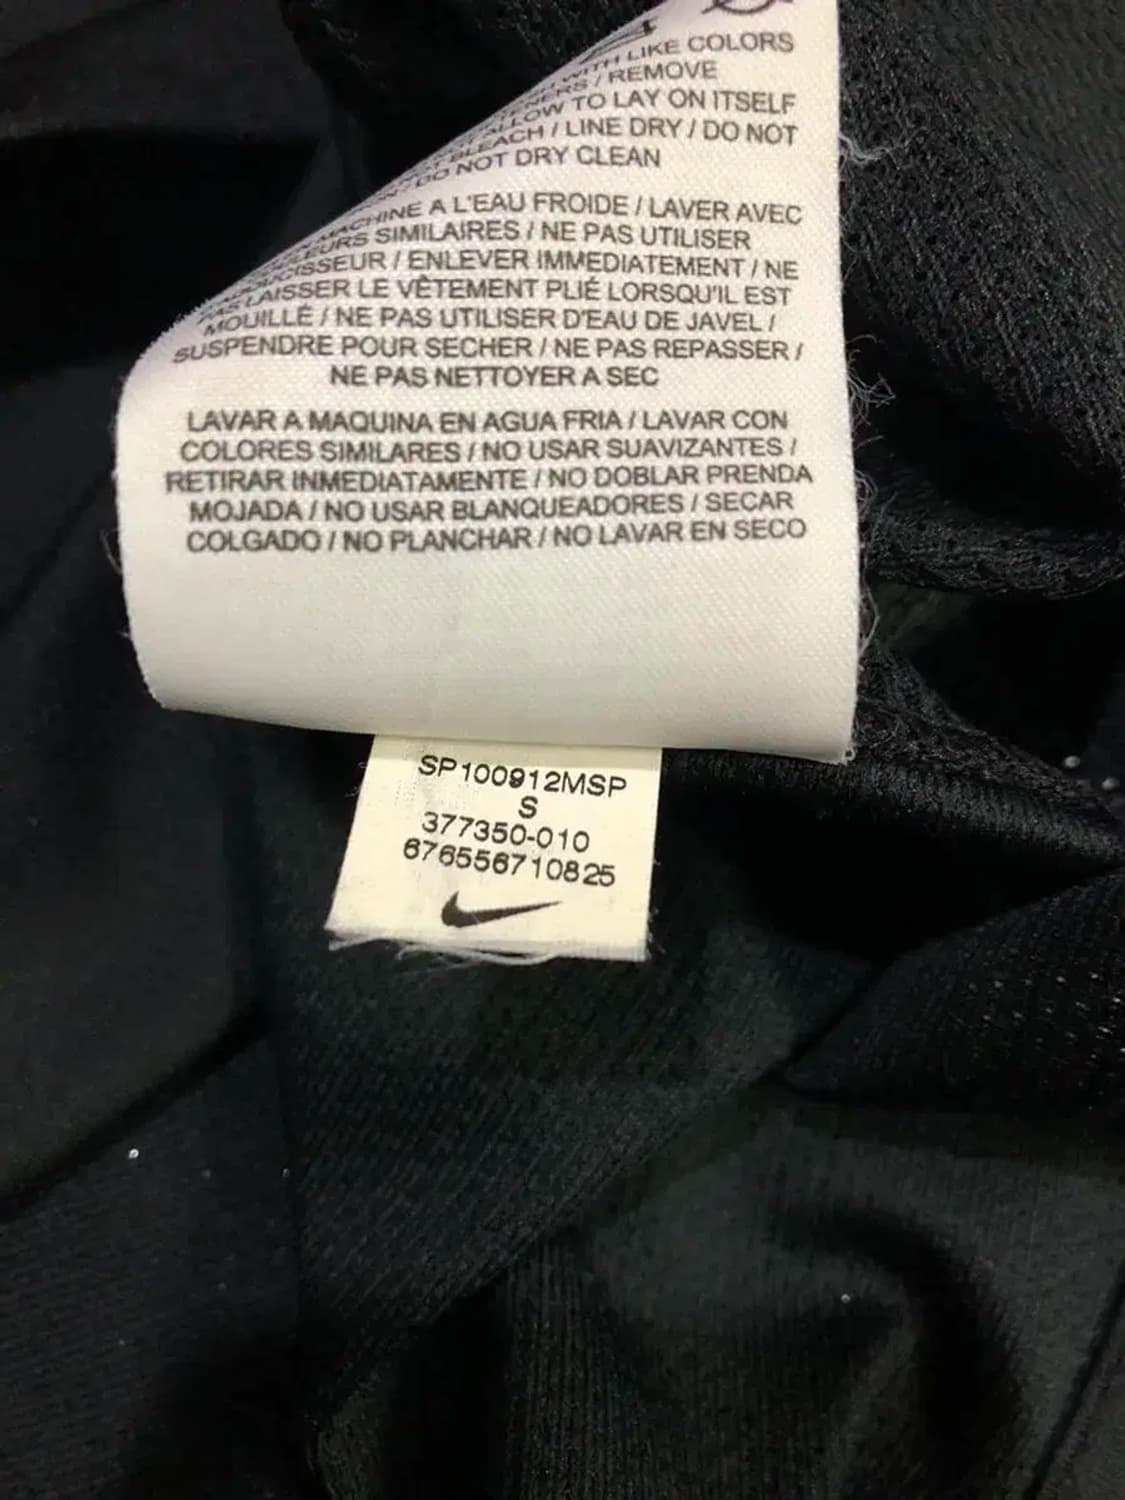 WITH LIKE COLORS
/ REMOVE
ALLOW TO LAY ON ITSELF
BLEACH / LINE DRY / DO NOT
/ DO NOT DRY CLEAN
MACHINE A L'EAU FROIDE / LAVER AVEC
SIMILAIRES / NE PAS UTILISER
/ ENLEVER IMMEDIATEMENT / NE
PAS LAISSER LE VÊTEMENT PLIÉ LORSQU'IL EST
MOUILLÉ / NE PAS UTILISER D'EAU DE JAVEL /
SUSPENDRE POUR SECHER / NE PAS REPASSER /
NE PAS NETTOYER A SEC
LAVAR A MAQUINA EN AGUA FRIA / LAVAR CON
COLORES SIMILARES / NO USAR SUAVIZANTES /
RETIRAR INMEDIATAMENTE / NO DOBLAR PRENDA
MOJADA / NO USAR BLANQUEADORES / SECAR
COLGADO / NO PLANCHAR / NO LAVAR EN SECO
SP100912MSP
S
377350-010
676556710825